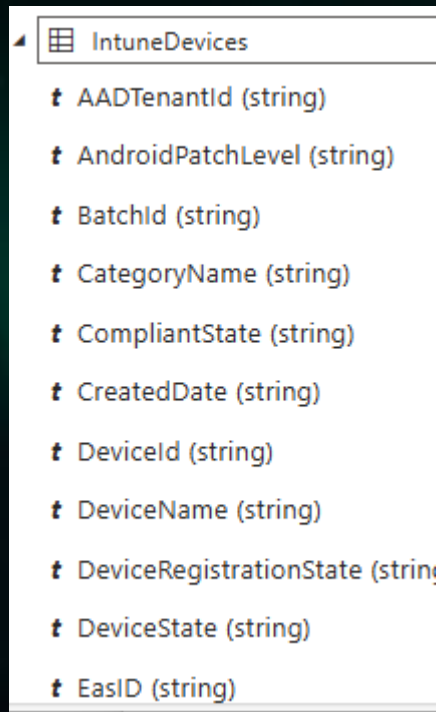 IntuneDevices
t AADTenantId (string)
t AndroidPatchLevel (string)
t BatchId (string)
t CategoryName (string)
t CompliantState (string)
t CreatedDate (string)
t DeviceId (string)
t DeviceName (string)
t DeviceRegistrationState (string
t DeviceState (string)
t EasID (string)